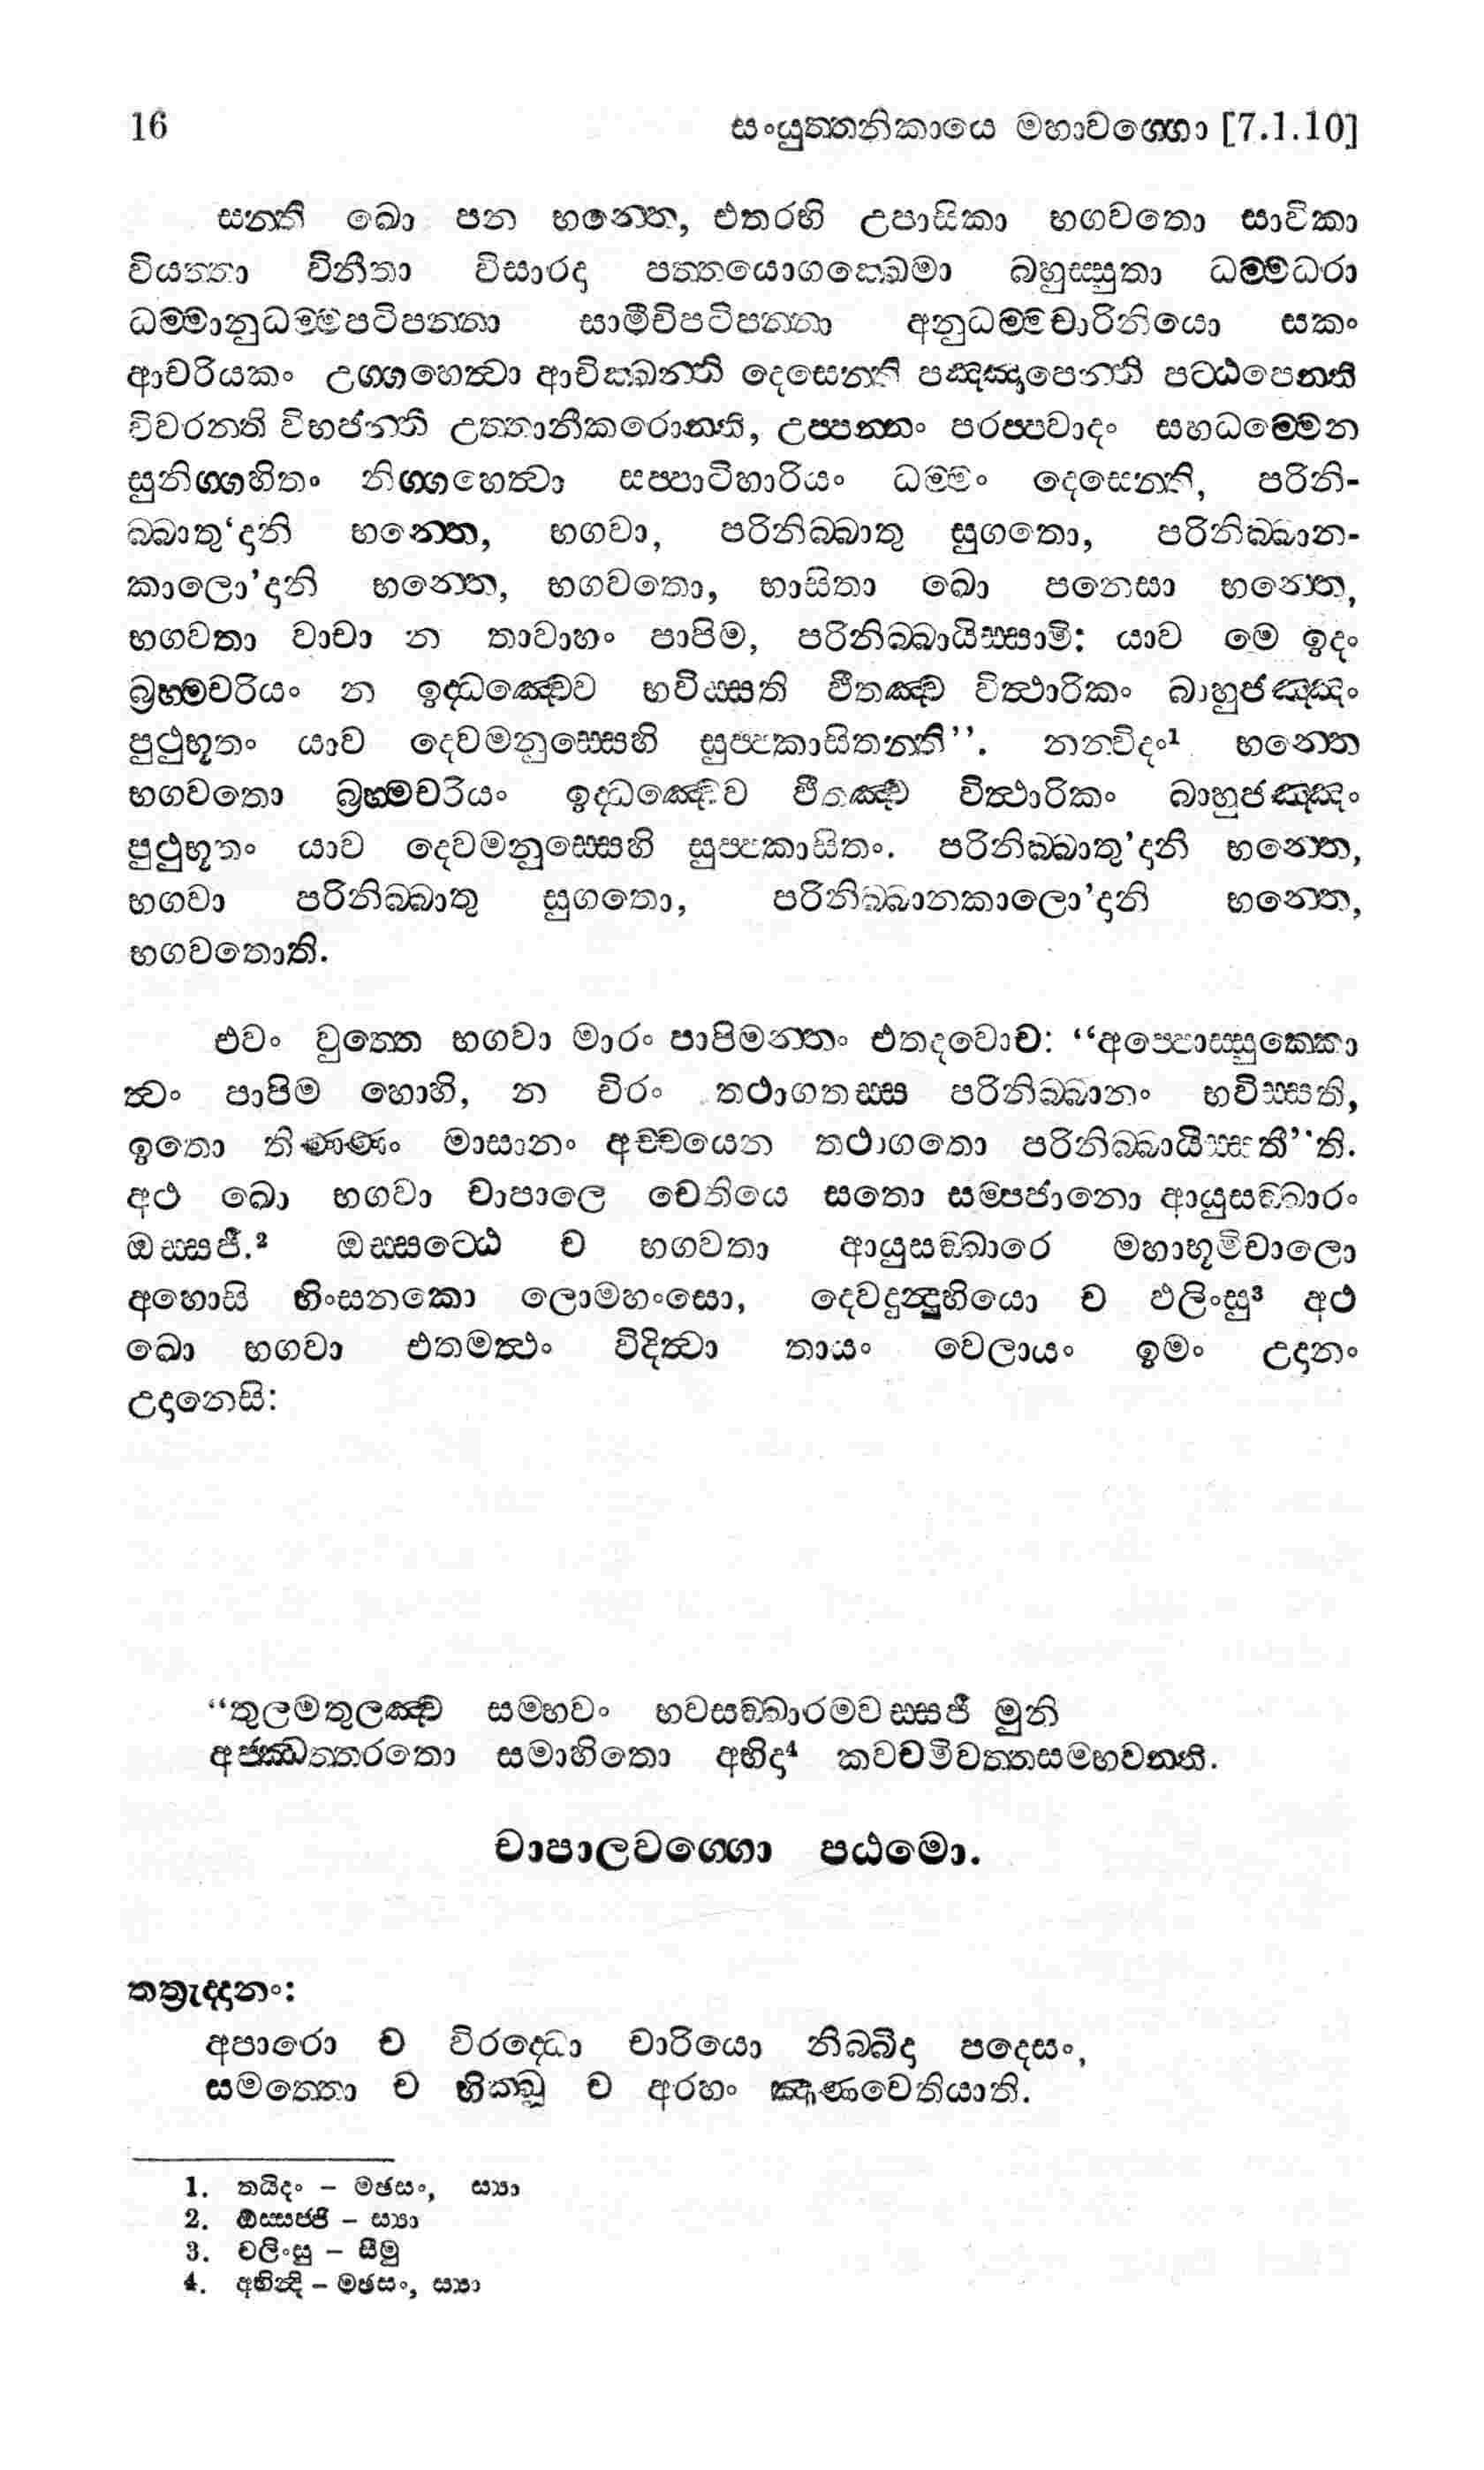 16 සංයුත්තනිකායෙ මහාවග්ගො [7.1.10]
සන්ති ඛො පන භන්තෙ, එතරහි උපාසිකා භගවතො සාවිකා
වියත්තා විනීතා විසාරදා පත්තයොගක්ඛෙමා බහුස්සුතා ධම්මධරා
ධම්මානුධම්මපටිපන්නා සාමීචිපටිපන්නා අනුධම්මචාරිනියො සකං
ආචරියකං උග්ගහෙත්වා ආචික්ඛන්ති දෙසෙන්ති පඤ්ඤාපෙන්ති පට්ඨපෙන්ති
විවරන්ති විභජන්ති උත්තානීකරොන්ති, උප්පන්නං පරප්පවාදං සහධම්මෙන
සුනිග්ගහිතං නිග්ගහෙත්වා සප්පාටිහාරියං ධම්මං දෙසෙන්ති, පරිනි-
බ්බාතු‘දානි භන්තෙ, භගවා, පරිනිබ්බාතු සුගතො, පරිනිබ්බාන-
කාලො’දානි භන්තෙ, භගවතො, භාසිතා ඛො පනෙසා භන්තෙ,
භගවතා වාචා න තාවාහං පාපිම, පරිනිබ්බායිස්සාමි: යාව මෙ ඉදං
බ්‍රහ්මචරියං න ඉද්ධඤ්චෙව භවිස්සති ඵීතඤ්ච විත්ථාරිකං බාහුජඤ්ඤං
පුථුභූතං යාව දෙවමනුස්සෙහි සුප්පකාසිතන්ති’’. නනවිදං¹ භන්තෙ
භගවතො බ්‍රහ්මචරියං ඉද්ධඤ්චෙව ඵීතඤ්ච විත්ථාරිකං බාහුජඤ්ඤං
පුථුභූතං යාව දෙවමනුස්සෙහි සුප්පකාසිතං. පරිනිබ්බාතු’දානි භන්තෙ,
භගවා පරිනිබ්බාතු සුගතො, පරිනිබ්බානකාලො’දානි භන්තෙ,
භගවතොති.
එවං වුත්තෙ භගවා මාරං පාපිමන්තං එතදවොච: ‘‘අප්පොස්සුක්කො
ත්වං පාපිම හොහි, න චිරං තථාගතස්ස පරිනිබ්බානං භවිස්සති,
ඉතො තිණ්ණං මාසානං අච්චයෙන තථාගතො පරිනිබ්බායිස්සතී’’ති.
අථ ඛො භගවා චාපාලෙ චෙතියෙ සතො සම්පජානො ආයුසඞ්ඛාරං
ඔස්සජි.² ඔස්සට්ඨෙ ච භගවතා ආයුසඞ්ඛාරෙ මහාභූමිචාලො
අහොසි භිංසනකො ලොමහංසො, දෙවදුන්දුභියො ච ඵලිංසු³ අථ
ඛො භගවා එතමත්ථං විදිත්වා තායං වෙලායං ඉමං උදානං
උදානෙසි:
‘‘තුලමතුලඤ්ච සම්භවං භවසඞ්ඛාරමවස්සජි මුනි
අජ්ඣත්තරතො සමාහිතො අභිදා⁴ කවචමිවත්තසම්භවන්ති.
චාපාලවග්ගො පඨමො.
තත්‍රුද්දානං:
අපාරො ච විරද්ධො චාරියො නිබ්බිදා පදෙසං,
සමත්තො ච භික්ඛු ච අරහං ඤාණචෙතියාති.
1. තයිදං – මඡසං, ස්‍යා
2. ඔස්සජ්ජි – ස්‍යා
3. චලිංසු – සීමු
4. අභින්දි – මඡසං, ස්‍යා